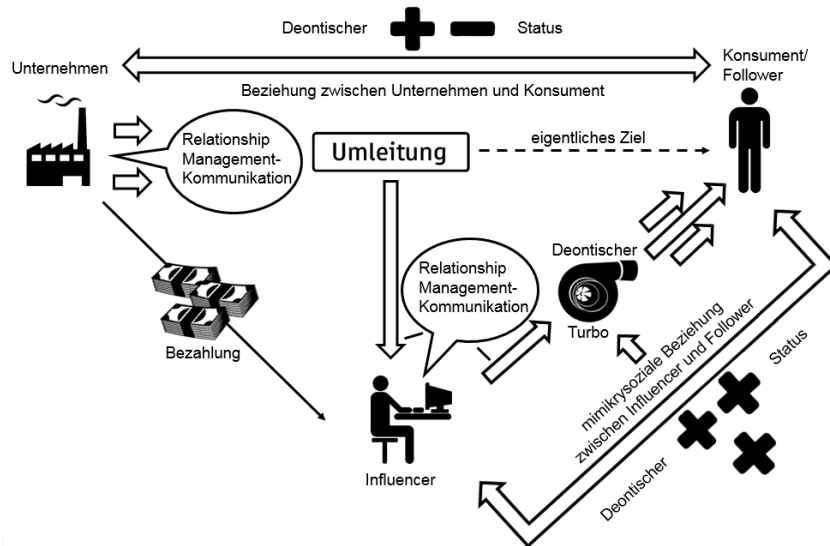 Deontischer
Status
Unternehmen
Konsument/
Follower
Beziehung zwischen Unternehmen und Konsument
Relationship
Management-
Kommunikation
Umleitung
eigentliches Ziel
Relationship
Management-
Kommunikation
Deontischer
Turbo
Bezahlung
mimikrysoziale Beziehung
zwischen Influencer und Follower
Deontischer
Status
Influencer